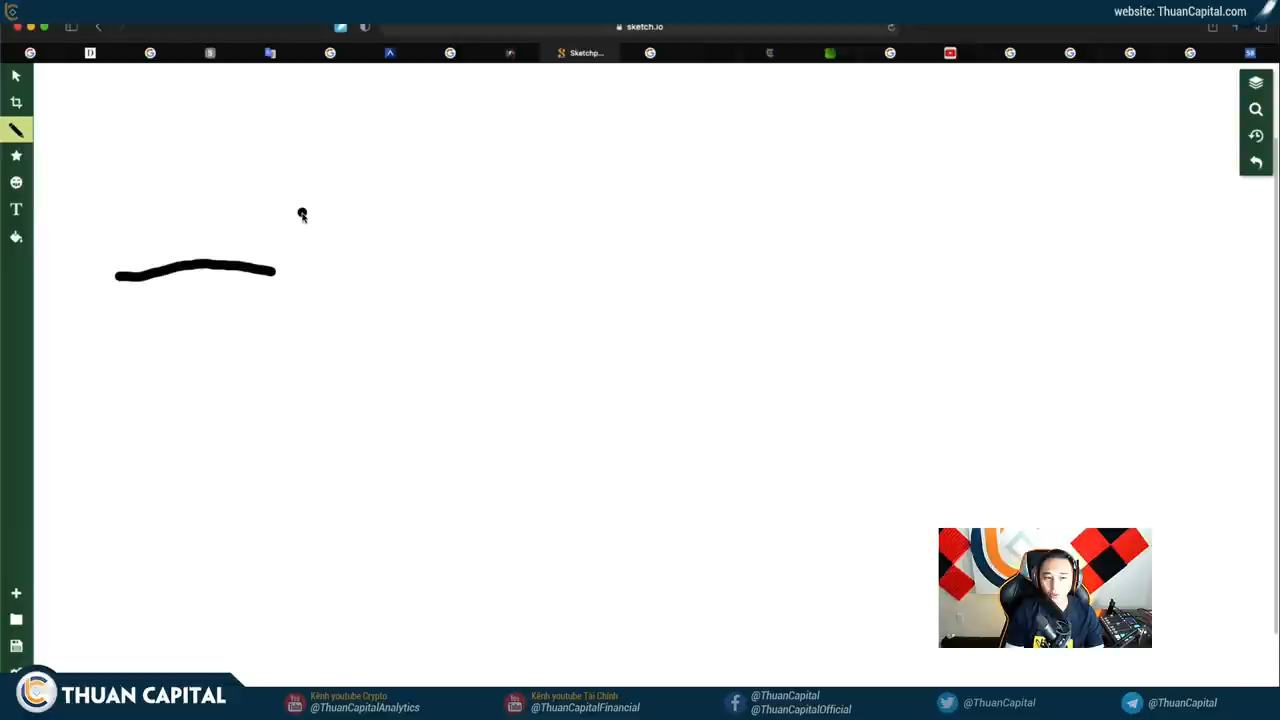 website: ThuanCapital.com
sketch.io
Sketchp...
T
THUAN CAPITAL
Kênh youtube Crypto
@ThuanCapitalAnalytics
Kênh youtube Tài Chính
@ThuanCapitalFinancial
@ThuanCapital
@ThuanCapitalOfficial
@ThuanCapital
@ThuanCapital